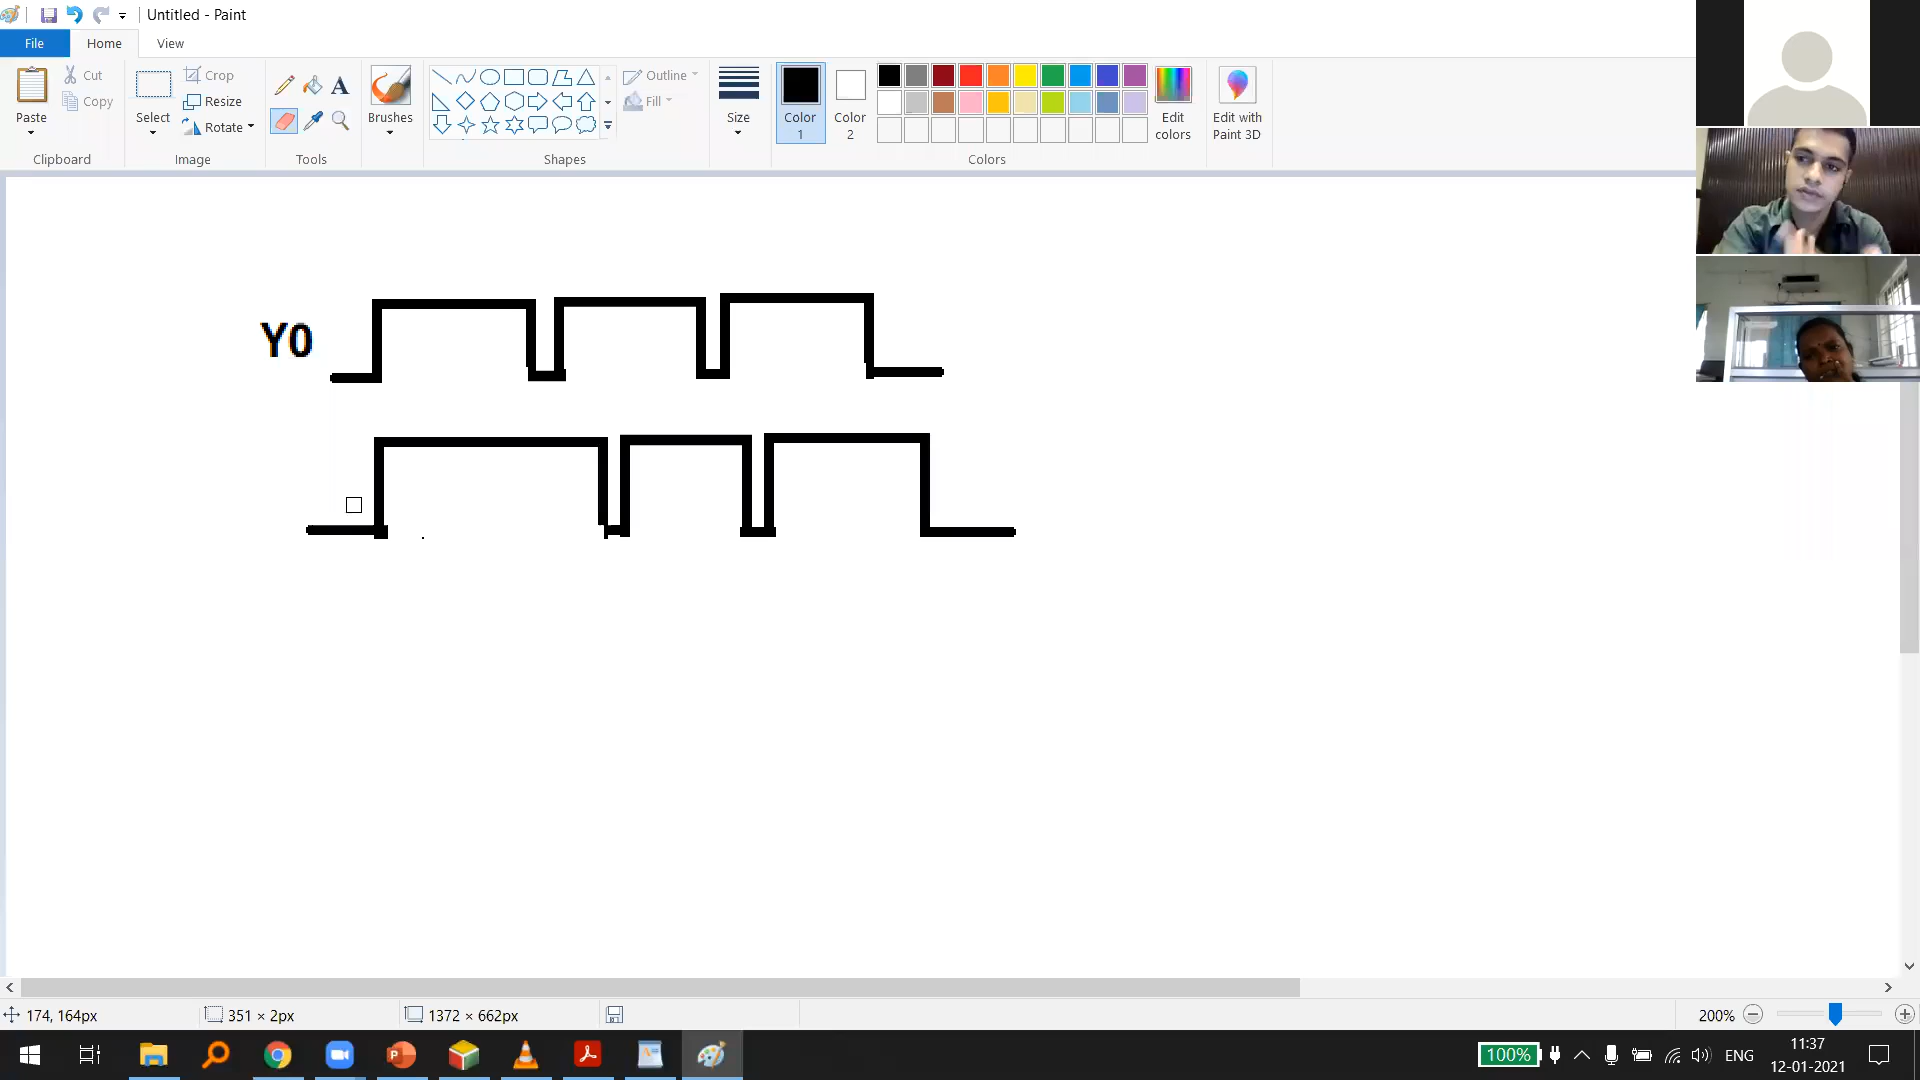 Untitled - Paint
File Home View
Paste
Cut
Copy
Clipboard
Select
Crop
Resize
Rotate
Image
Tools
Brushes
Outline
Fill
Shapes
Size
Color 1
Color 2
Edit colors
Colors
Edit with Paint 3D
Y0
174, 164px 351 × 2px 1372 × 662px 200%
100% ENG 11:37
12-01-2021